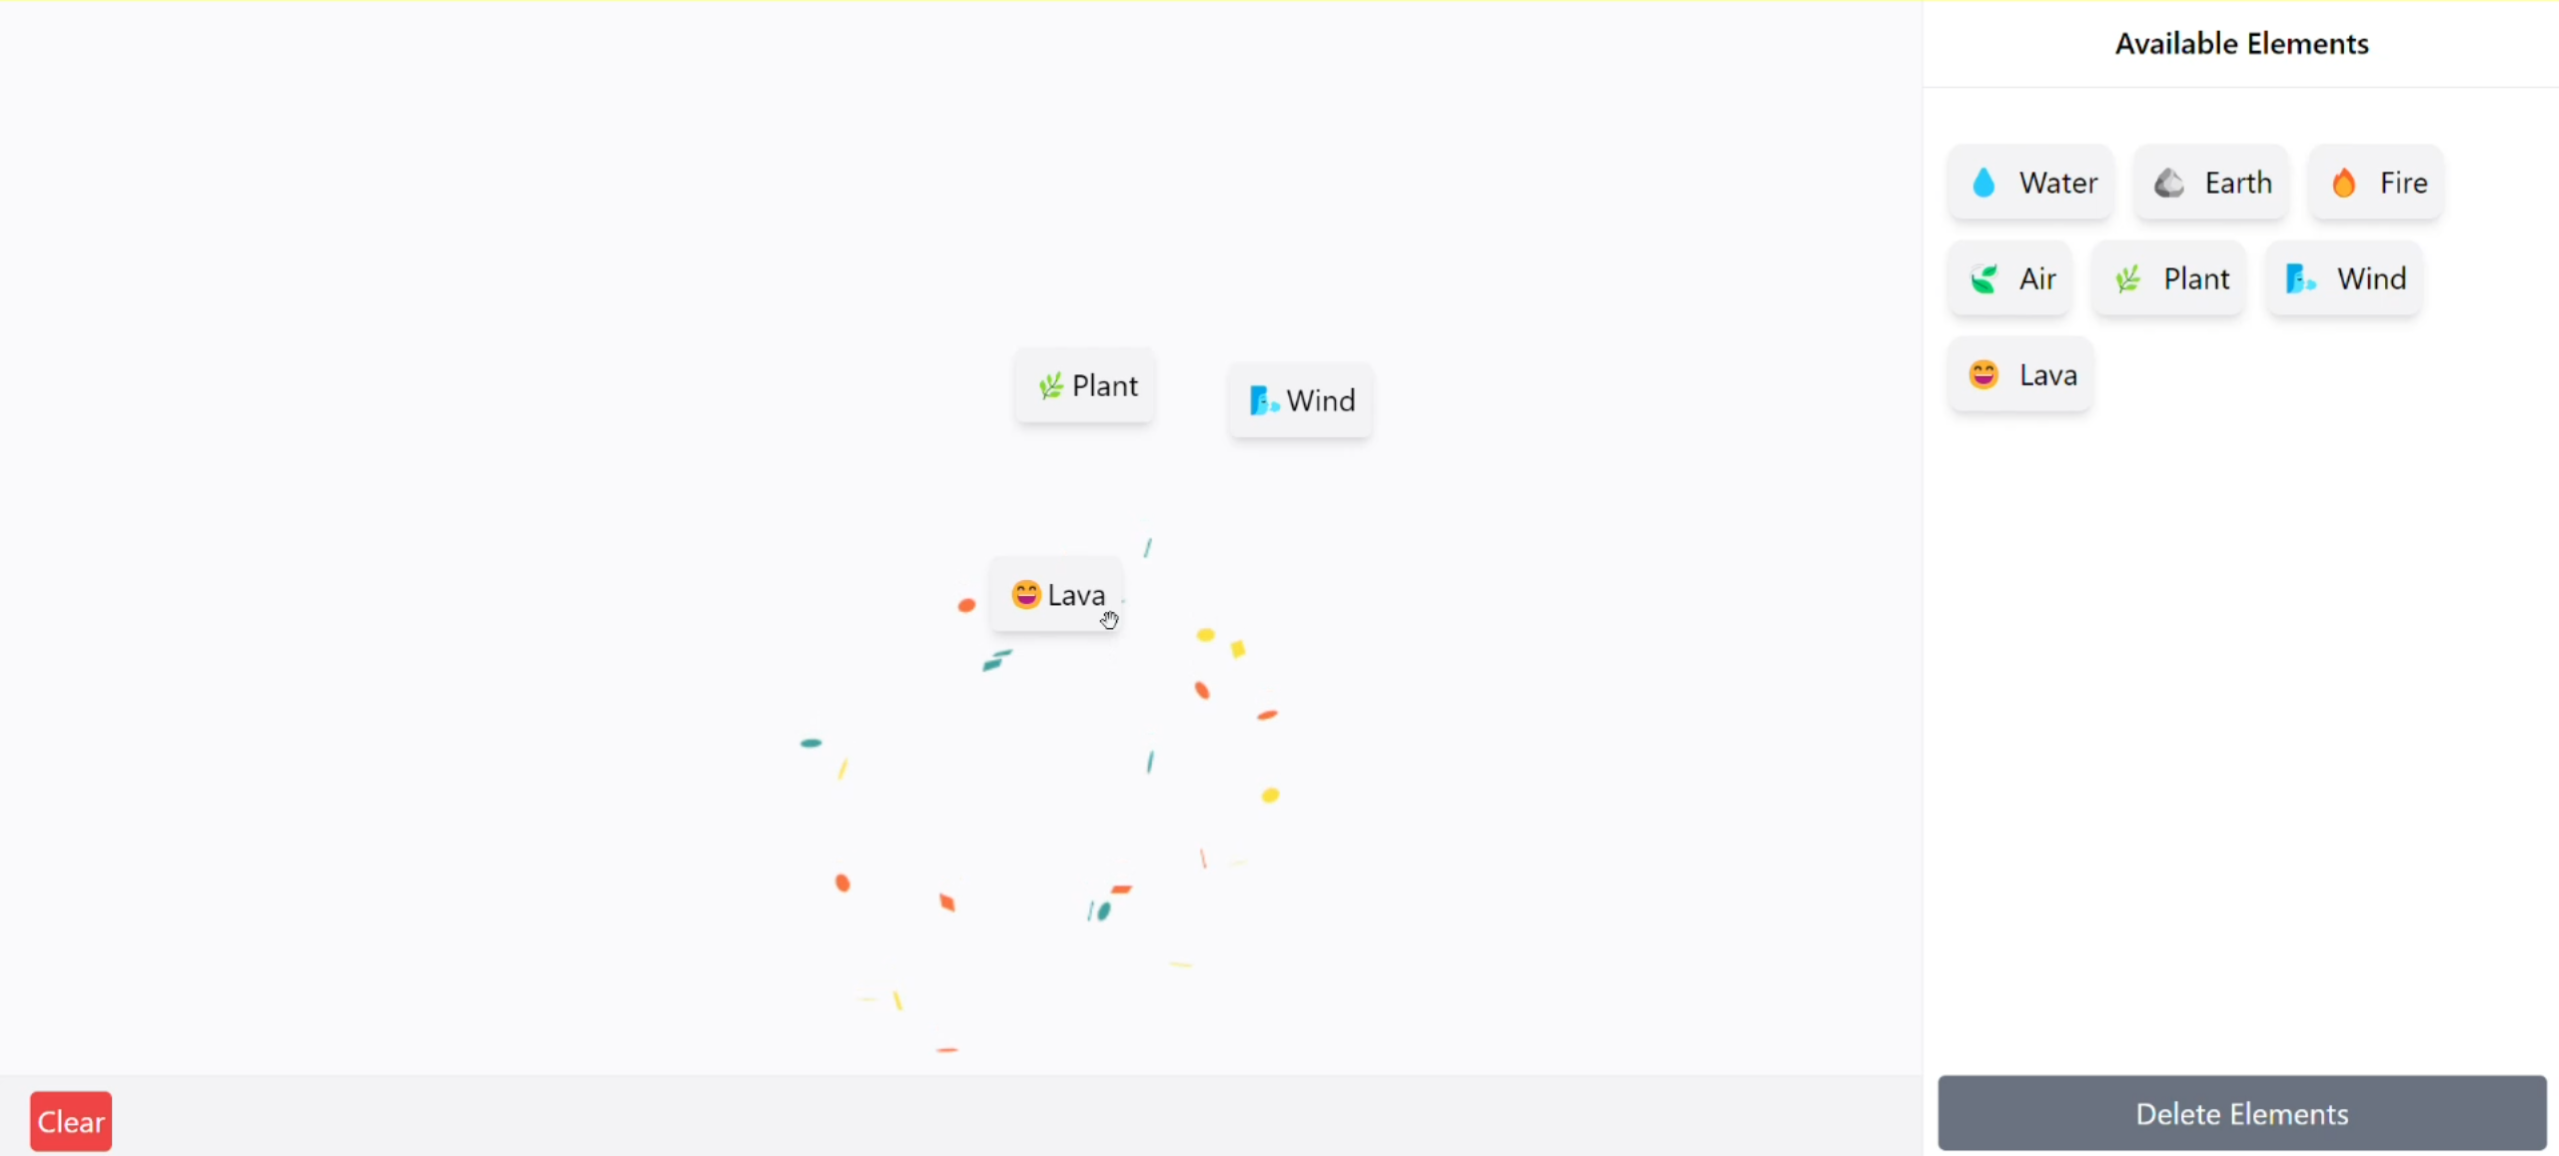 Available Elements
Water Earth Fire
Air Plant Wind
Lava
Plant
Wind
Lava
Clear
Delete Elements